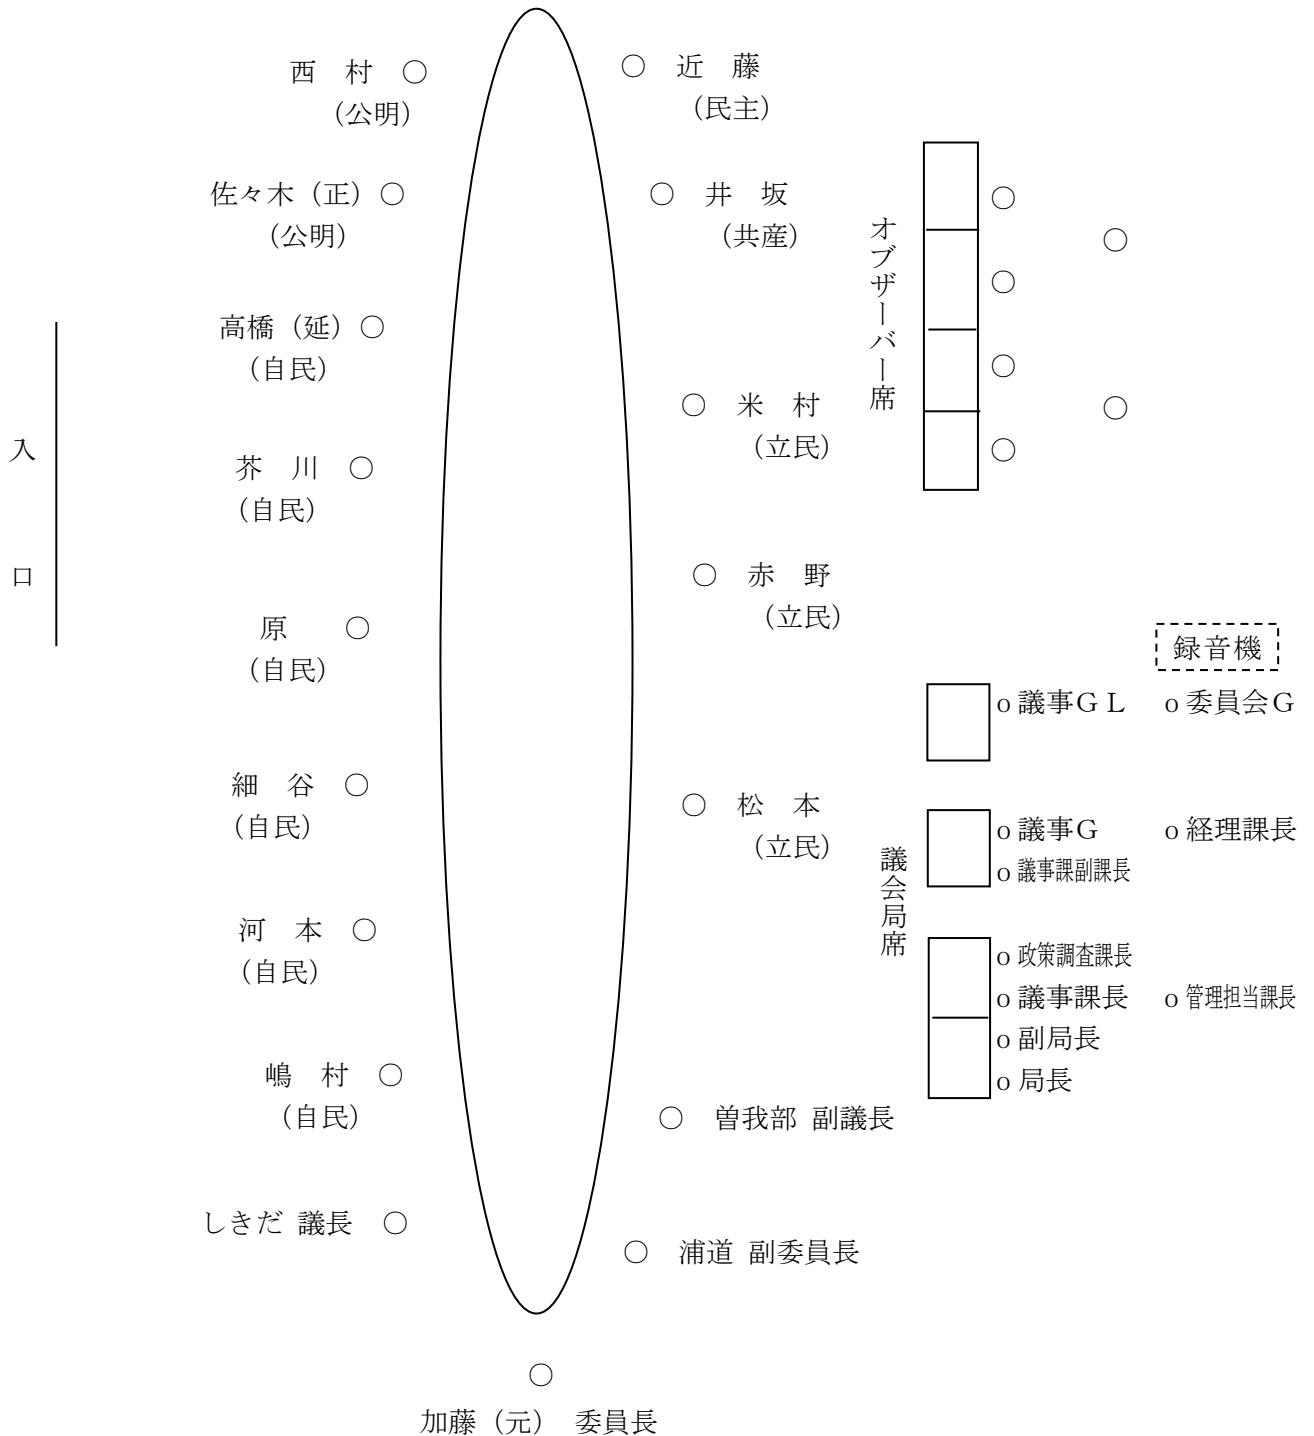 西　村　○
（公明）
○　近　藤
（民主）
佐々木（正）○
（公明）
○　井　坂
（共産）
オブザーバー席
○
○
○
○
○
○
高橋（延）○
（自民）
○　米　村
（立民）
入　口
芥　川　○
（自民）
○　赤　野
（立民）
原　　○
（自民）
録音機
o 議事ＧＬ　o 委員会Ｇ
細　谷　○
（自民）
○　松　本
（立民）
議会局席
o 議事Ｇ　o 経理課長
o 議事課副課長
河　本　○
（自民）
o 政策調査課長
o 議事課長　o 管理担当課長
o 副局長
o 局長
嶋　村　○
（自民）
○　曽我部 副議長
しきだ 議長　○
○　浦道 副委員長
○
加藤（元）　委員長